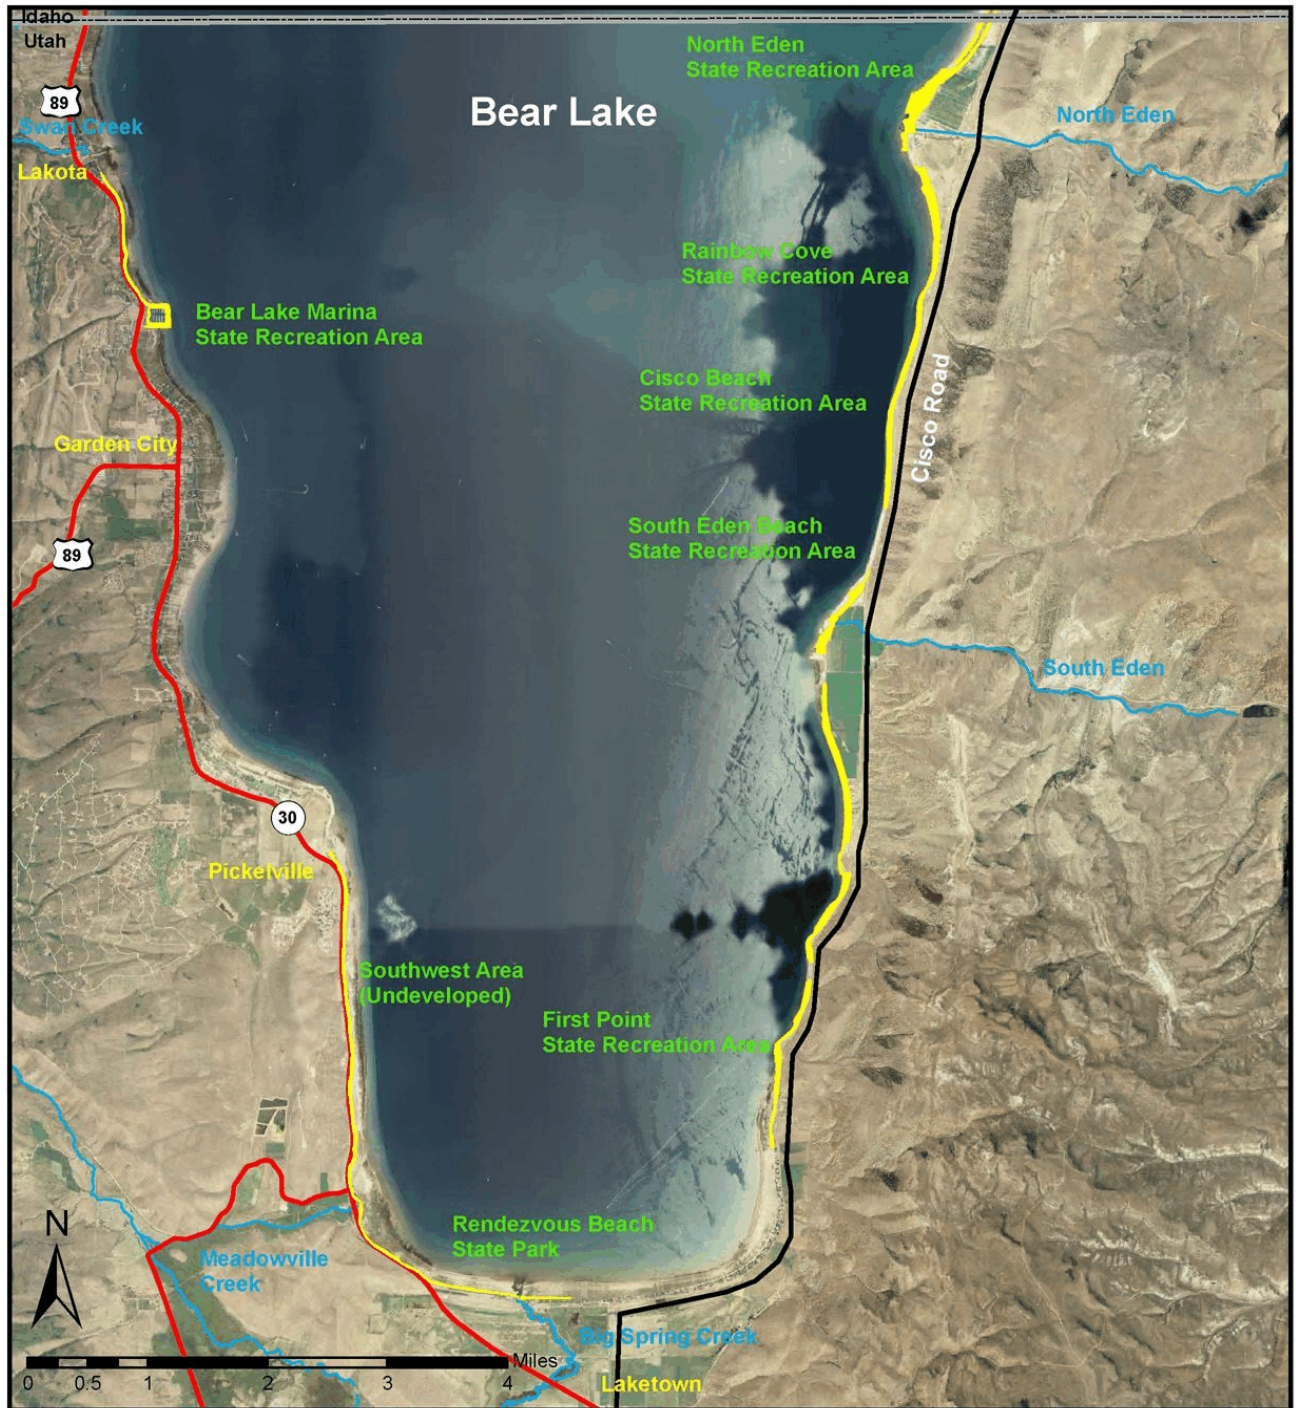 Idaho
Utah
North Eden
State Recreation Area
89
Bear Lake
North Eden
Swan Creek
Lakota
Rainbow Cove
State Recreation Area
Bear Lake Marina
State Recreation Area
Cisco Beach
State Recreation Area
Cisco Road
Garden City
South Eden Beach
State Recreation Area
89
South Eden
30
Pickelville
Southwest Area
(Undeveloped)
First Point
State Recreation Area
N
Rendezvous Beach
State Park
Meadowville
Creek
Big Spring Creek
Miles
0 0.5 1 2 3 4
Laketown